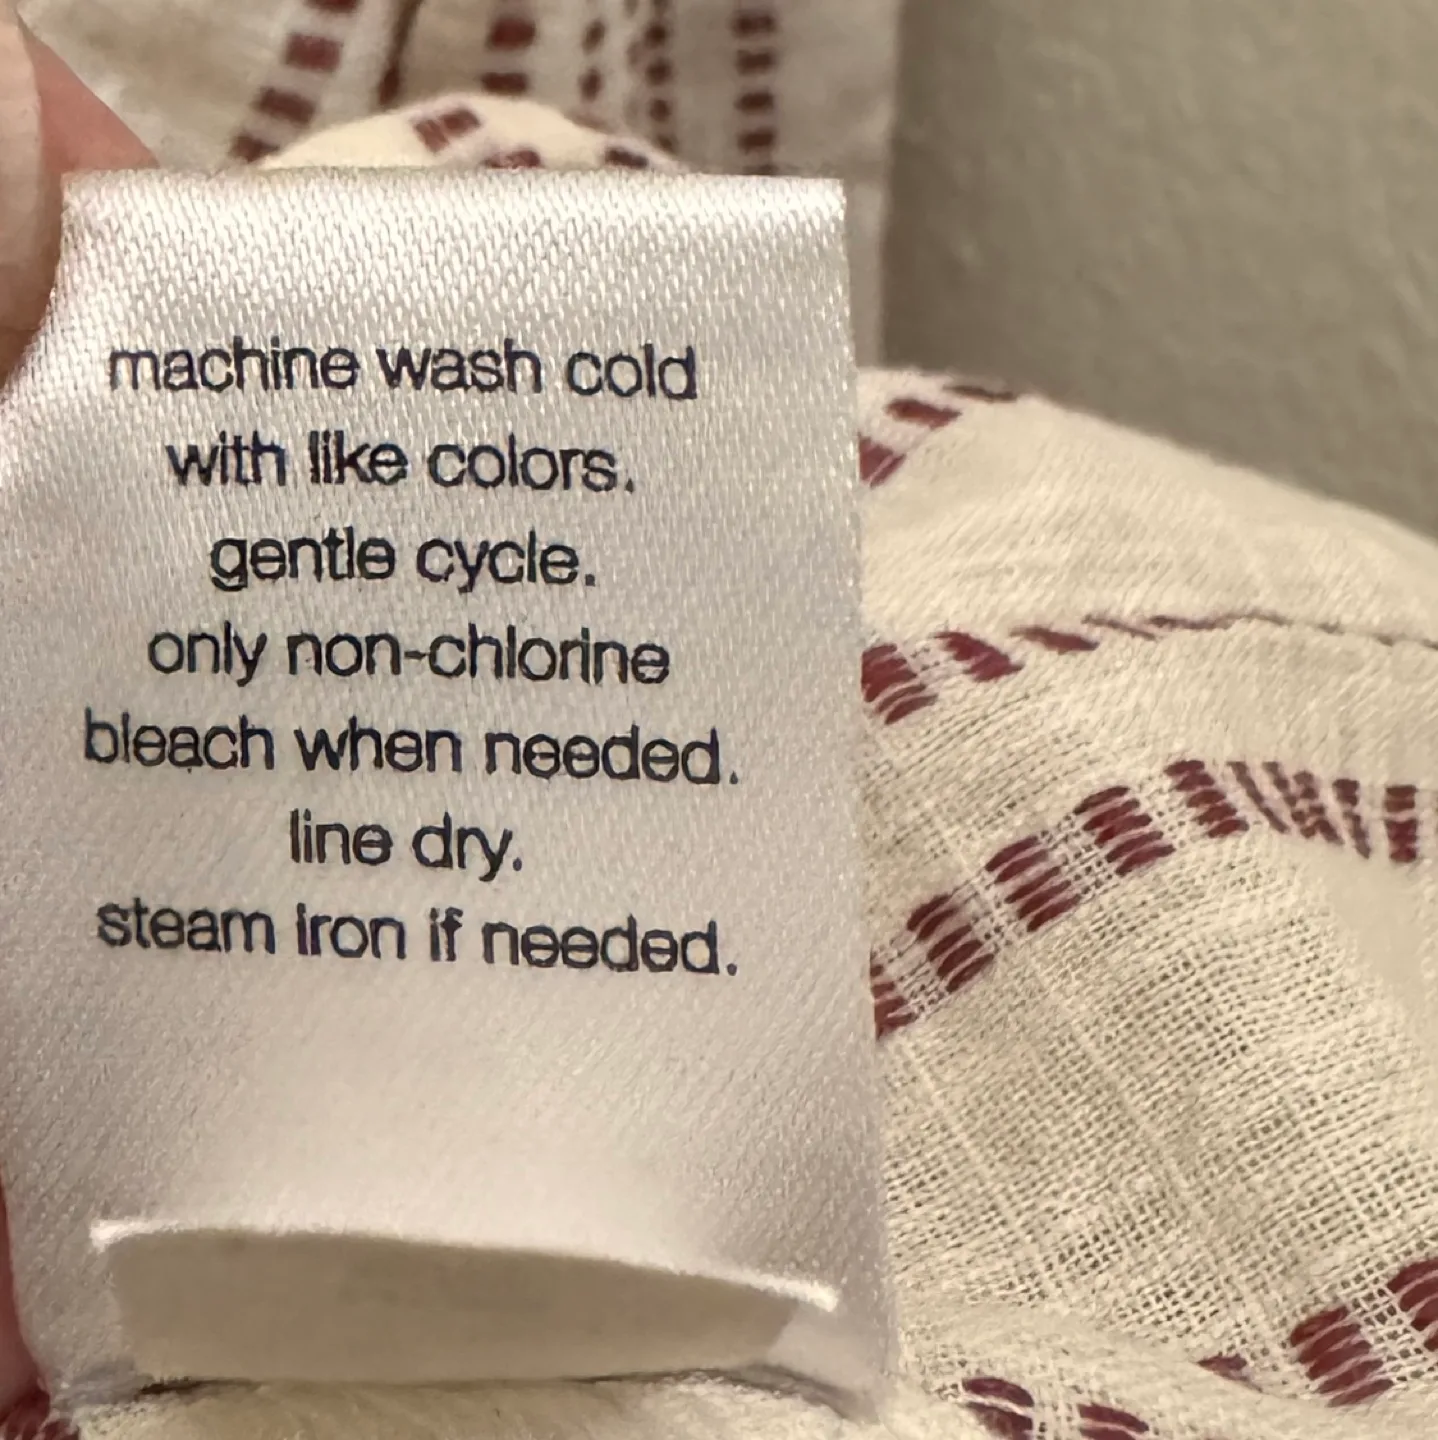 machine wash cold
with like colors.
gentle cycle.
only non-chlorine
bleach when needed.
line dry.
steam iron if needed.